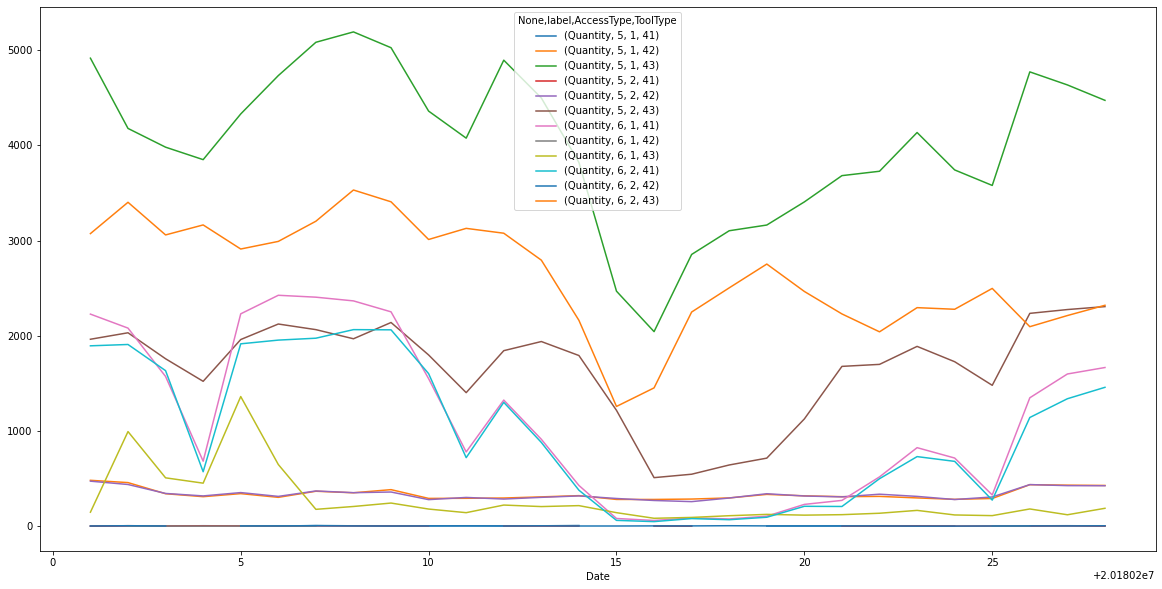 None,label,AccessType,ToolType
(Quantity, 5, 1, 41)
(Quantity, 5, 1, 42)
(Quantity, 5, 1, 43)
(Quantity, 5, 2, 41)
(Quantity, 5, 2, 42)
(Quantity, 5, 2, 43)
(Quantity, 6, 1, 41)
(Quantity, 6, 1, 42)
(Quantity, 6, 1, 43)
(Quantity, 6, 2, 41)
(Quantity, 6, 2, 42)
(Quantity, 6, 2, 43)
5000
4000
3000
2000
1000
0
0 5 10 15 20 25
Date
+2.01802e7